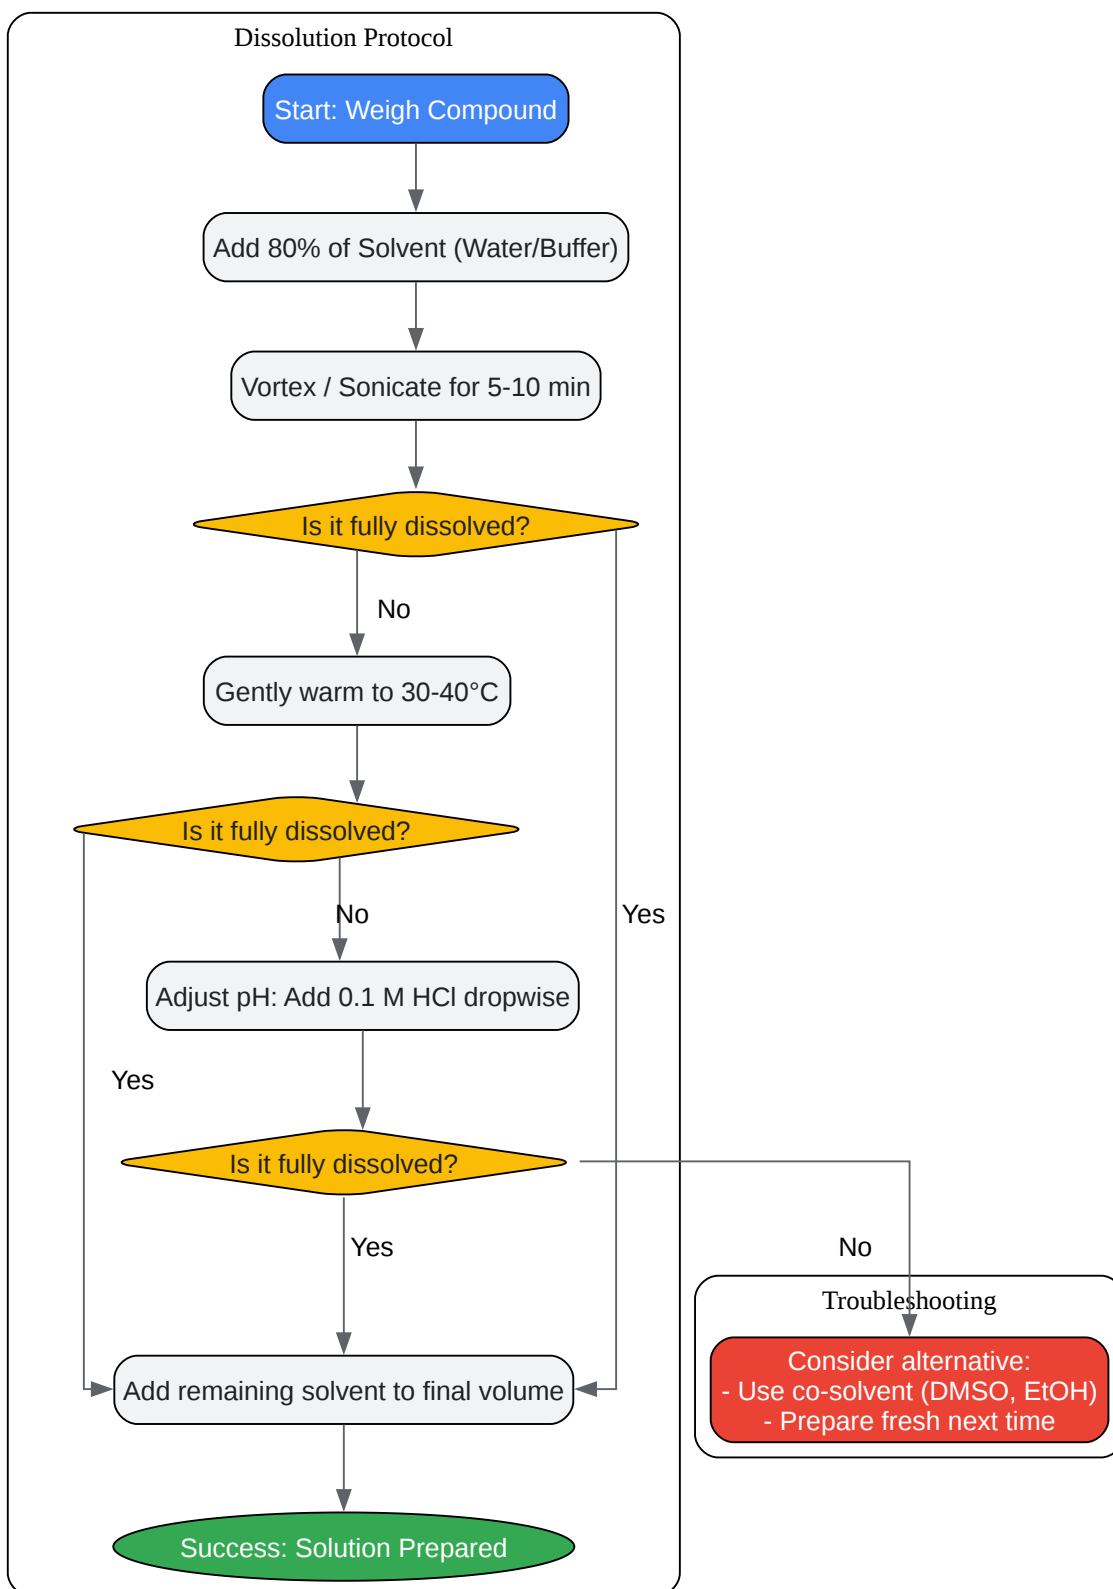 Dissolution Protocol
Start: Weigh Compound
Add 80% of Solvent (Water/Buffer)
Vortex / Sonicate for 5-10 min
Is it fully dissolved?
No
Gently warm to 30-40°C
Is it fully dissolved?
No
Yes
Adjust pH: Add 0.1 M HCl dropwise
Yes
Is it fully dissolved?
Yes
No
Troubleshooting
Consider alternative:
- Use co-solvent (DMSO, EtOH)
- Prepare fresh next time
Add remaining solvent to final volume
Success: Solution Prepared